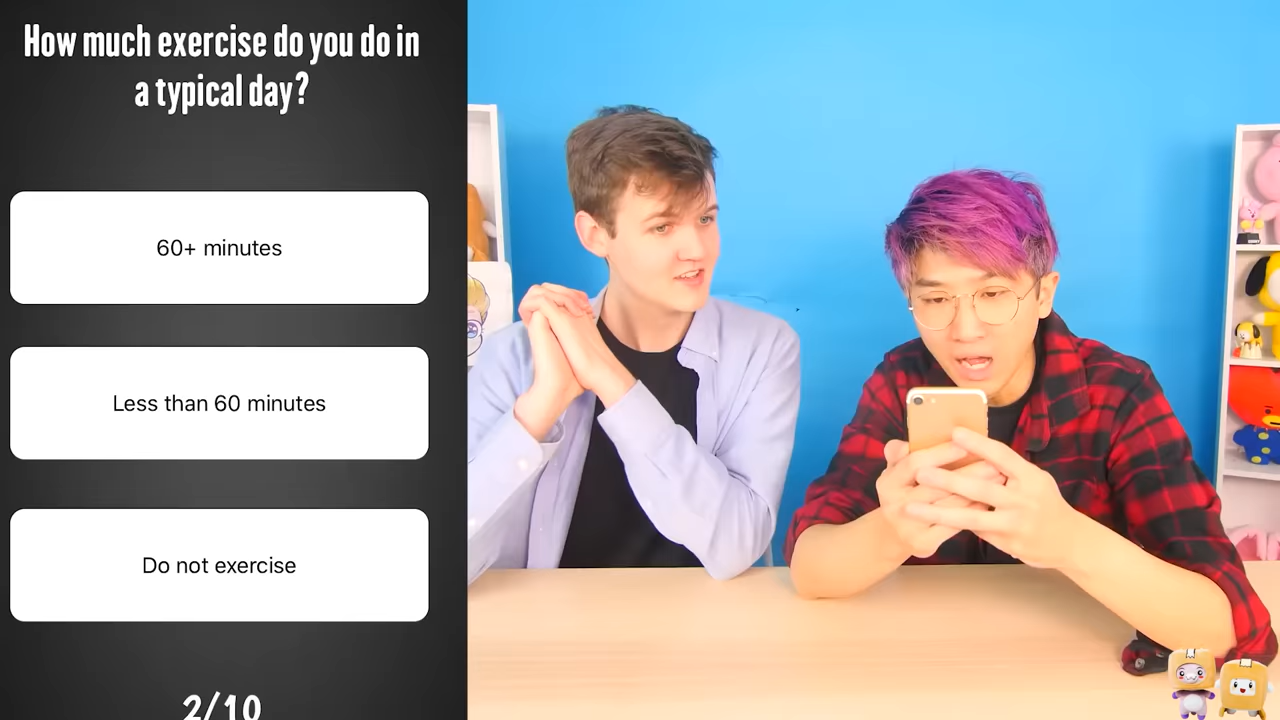 How much exercise do you do in
a typical day?
60+ minutes
Less than 60 minutes
Do not exercise
2/10